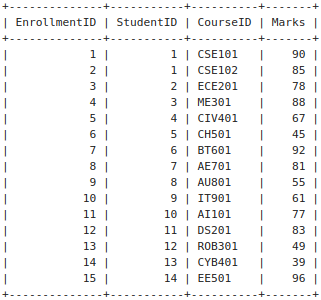 +--------------+-----------+----------+-------+
| EnrollmentID | StudentID | CourseID | Marks |
+--------------+-----------+----------+-------+
|            1 |         1 | CSE101   |    90 |
|            2 |         1 | CSE102   |    85 |
|            3 |         2 | ECE201   |    78 |
|            4 |         3 | ME301    |    88 |
|            5 |         4 | CIV401   |    67 |
|            6 |         5 | CH501    |    45 |
|            7 |         6 | BT601    |    92 |
|            8 |         7 | AE701    |    81 |
|            9 |         8 | AU801    |    55 |
|           10 |         9 | IT901    |    61 |
|           11 |        10 | AI101    |    77 |
|           12 |        11 | DS201    |    83 |
|           13 |        12 | ROB301   |    49 |
|           14 |        13 | CYB401   |    39 |
|           15 |        14 | EE501    |    96 |
+--------------+-----------+----------+-------+